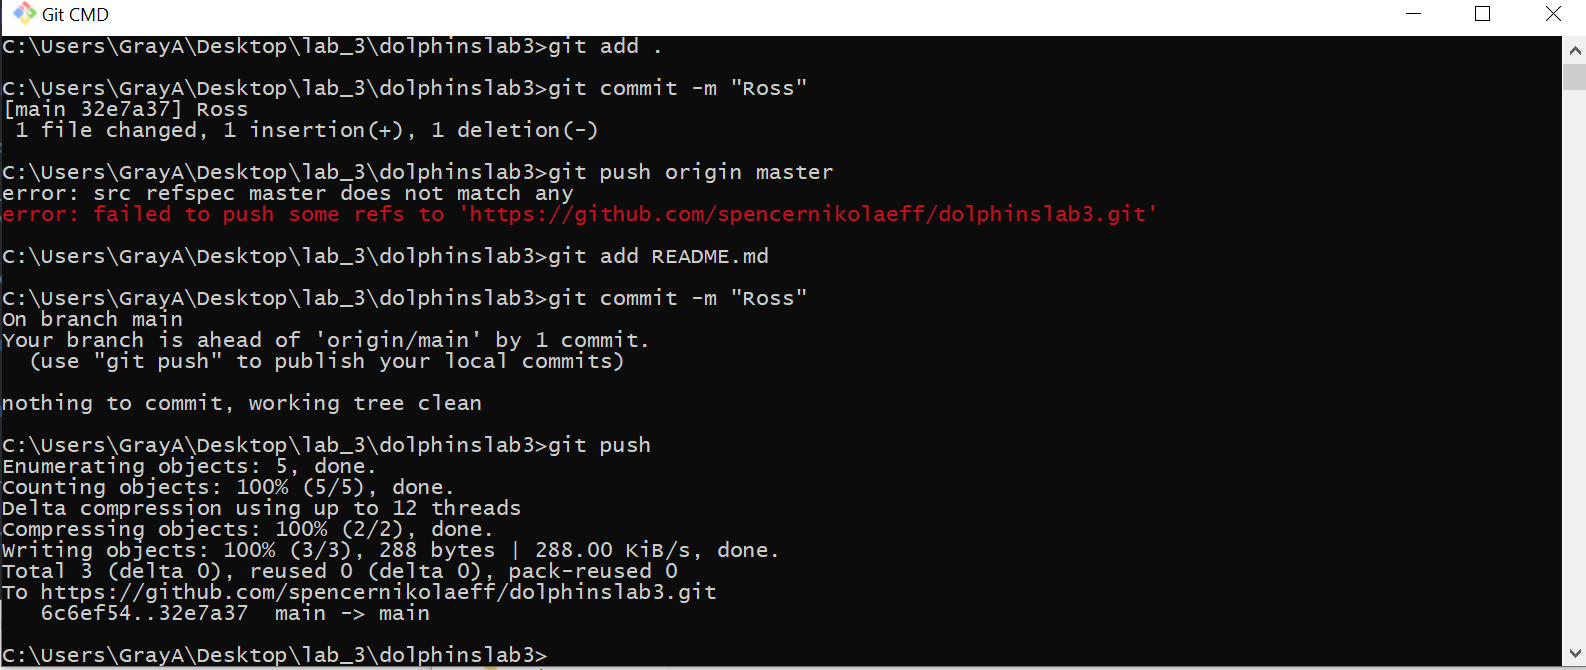 Git CMD
C:\Users\GrayA\Desktop\lab_3\dolphinslab3>git add .
C:\Users\GrayA\Desktop\lab_3\dolphinslab3>git commit -m "Ross"
[main 32e7a37] Ross
 1 file changed, 1 insertion(+), 1 deletion(-)
C:\Users\GrayA\Desktop\lab_3\dolphinslab3>git push origin master
error: src refspec master does not match any
error: failed to push some refs to 'https://github.com/spencernikolaeff/dolphinslab3.git'
C:\Users\GrayA\Desktop\lab_3\dolphinslab3>git add README.md
C:\Users\GrayA\Desktop\lab_3\dolphinslab3>git commit -m "Ross"
On branch main
Your branch is ahead of 'origin/main' by 1 commit.
  (use "git push" to publish your local commits)
nothing to commit, working tree clean
C:\Users\GrayA\Desktop\lab_3\dolphinslab3>git push
Enumerating objects: 5, done.
Counting objects: 100% (5/5), done.
Delta compression using up to 12 threads
Compressing objects: 100% (2/2), done.
Writing objects: 100% (3/3), 288 bytes | 288.00 KiB/s, done.
Total 3 (delta 0), reused 0 (delta 0), pack-reused 0
To https://github.com/spencernikolaeff/dolphinslab3.git
   6c6ef54..32e7a37  main -> main
C:\Users\GrayA\Desktop\lab_3\dolphinslab3>